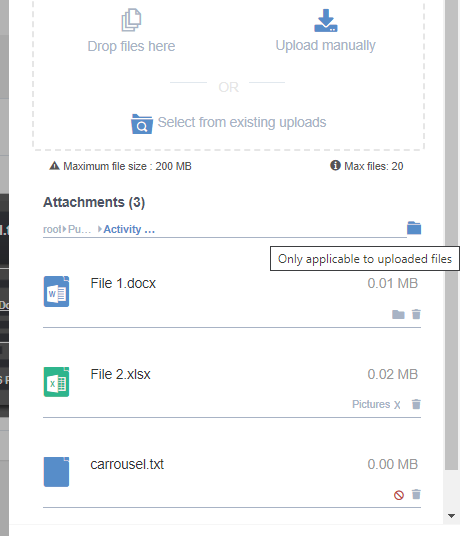 Drop files here
Upload manually
OR
Select from existing uploads
Maximum file size : 200 MB
Max files: 20
Attachments (3)
root Pu... Activity ...
Only applicable to uploaded files
File 1.docx
0.01 MB
File 2.xlsx
0.02 MB
Pictures X
carrousel.txt
0.00 MB